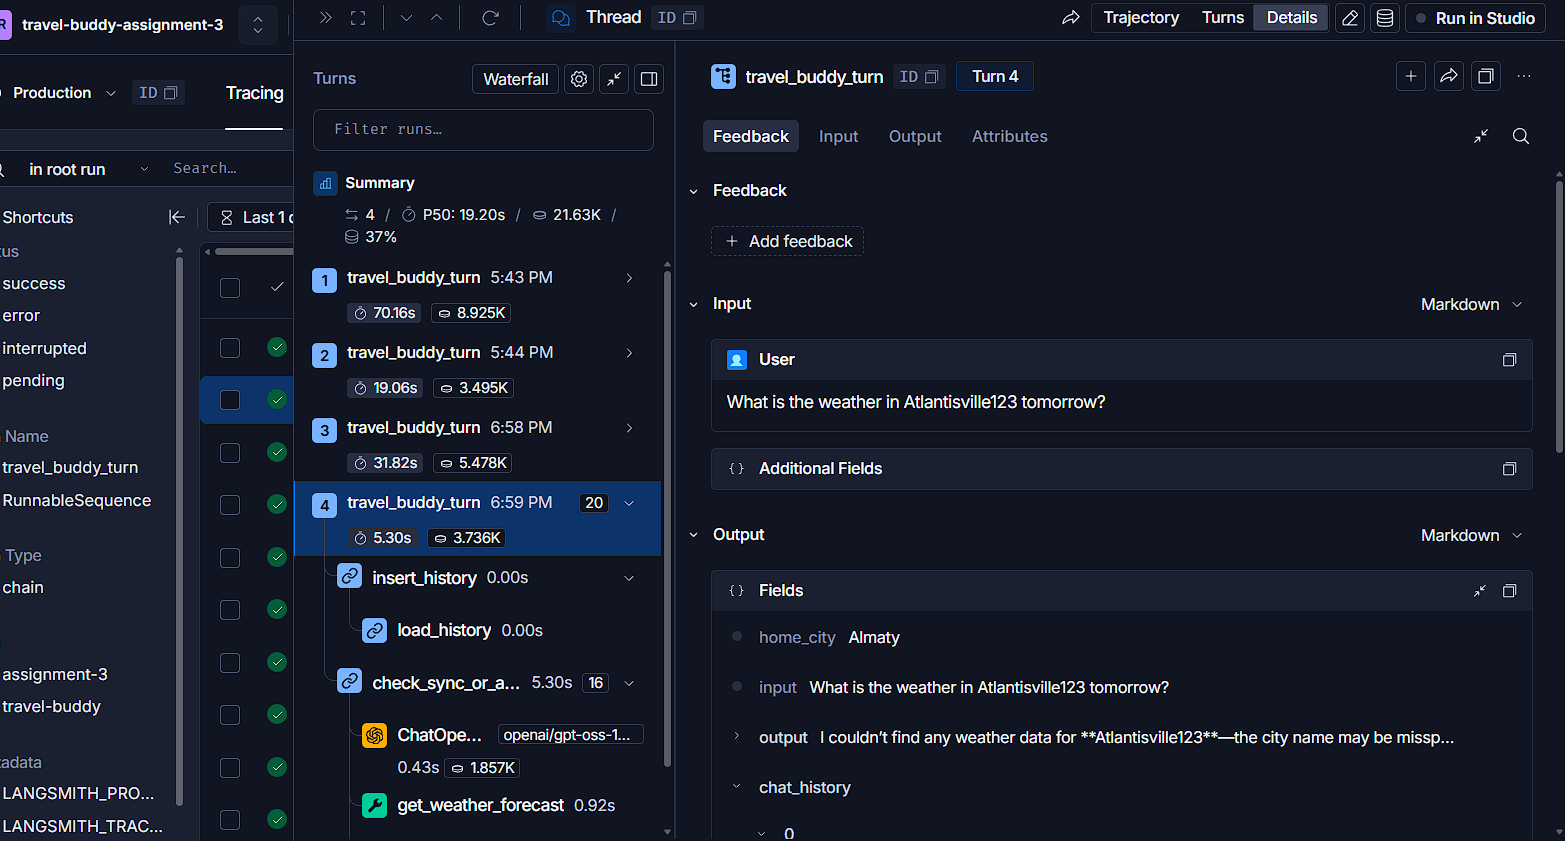 R travel-buddy-assignment-3
Thread ID
Trajectory Turns Details Run in Studio
Production ID Tracing
in root run Search...
Shortcuts Last 1 d
tus
success
error
interrupted
pending
Name
travel_buddy_turn
RunnableSequence
Type
chain
assignment-3
travel-buddy
adata
LANGSMITH_PRO...
LANGSMITH_TRAC...
Turns Waterfall
Filter runs…
Summary
4 / P50: 19.20s / 21.63K /
37%
1 travel_buddy_turn 5:43 PM
70.16s 8.925K
2 travel_buddy_turn 5:44 PM
19.06s 3.495K
3 travel_buddy_turn 6:58 PM
31.82s 5.478K
4 travel_buddy_turn 6:59 PM 20
5.30s 3.736K
insert_history 0.00s
load_history 0.00s
check_sync_or_a... 5.30s 16
ChatOpe... openai/gpt-oss-1...
0.43s 1.857K
get_weather_forecast 0.92s
travel_buddy_turn ID Turn 4
Feedback Input Output Attributes
Feedback
+ Add feedback
Input Markdown
User
What is the weather in Atlantisville123 tomorrow?
{} Additional Fields
Output Markdown
{} Fields
home_city Almaty
input What is the weather in Atlantisville123 tomorrow?
output I couldn’t find any weather data for **Atlantisville123**—the city name may be missp...
chat_history
0